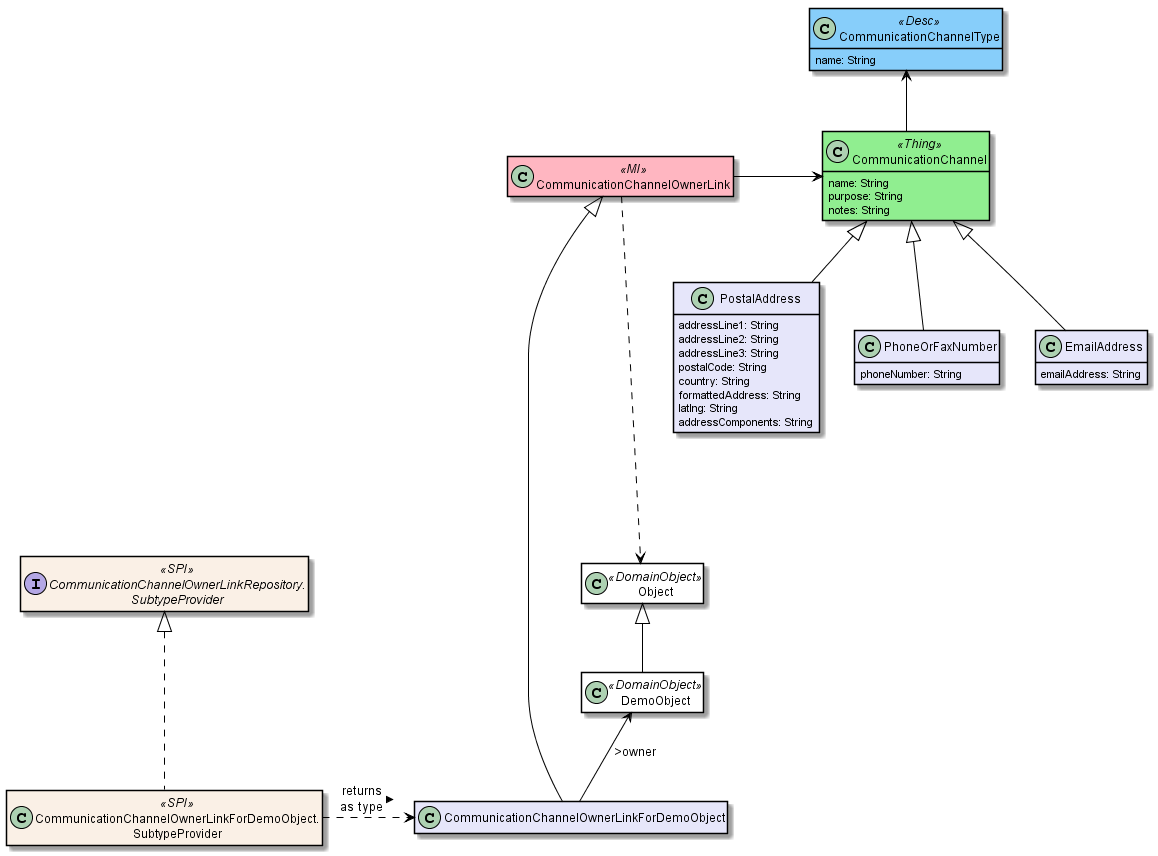 «Desc»
C CommunicationChannelType
name: String
«Thing»
C CommunicationChannel
name: String
purpose: String
notes: String
«MI»
C CommunicationChannelOwnerLink
C PostalAddress
addressLine1: String
addressLine2: String
addressLine3: String
postalCode: String
country: String
formattedAddress: String
latlng: String
addressComponents: String
C PhoneOrFaxNumber
phoneNumber: String
C EmailAddress
emailAddress: String
«SPI»
I CommunicationChannelOwnerLinkRepository.
SubtypeProvider
«DomainObject»
C Object
«DomainObject»
C DemoObject
>owner
«SPI»
C CommunicationChannelOwnerLinkForDemoObject.
SubtypeProvider
returns
as type
C CommunicationChannelOwnerLinkForDemoObject